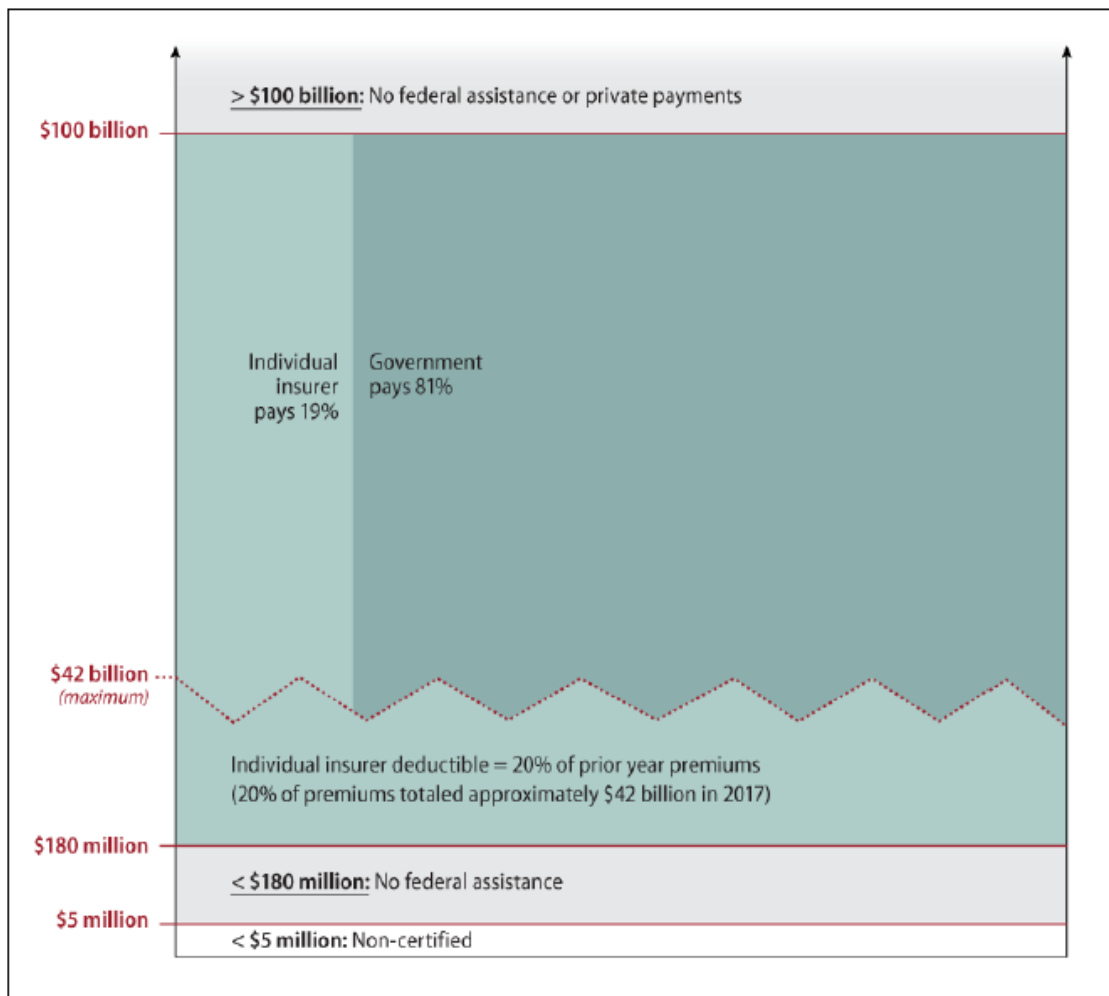 > $100 billion: No federal assistance or private payments
$100 billion
Individual
insurer
pays 19%
Government
pays 81%
$42 billion
(maximum)
Individual insurer deductible = 20% of prior year premiums
(20% of premiums totaled approximately $42 billion in 2017)
$180 million
< $180 million: No federal assistance
$5 million
< $5 million: Non-certified